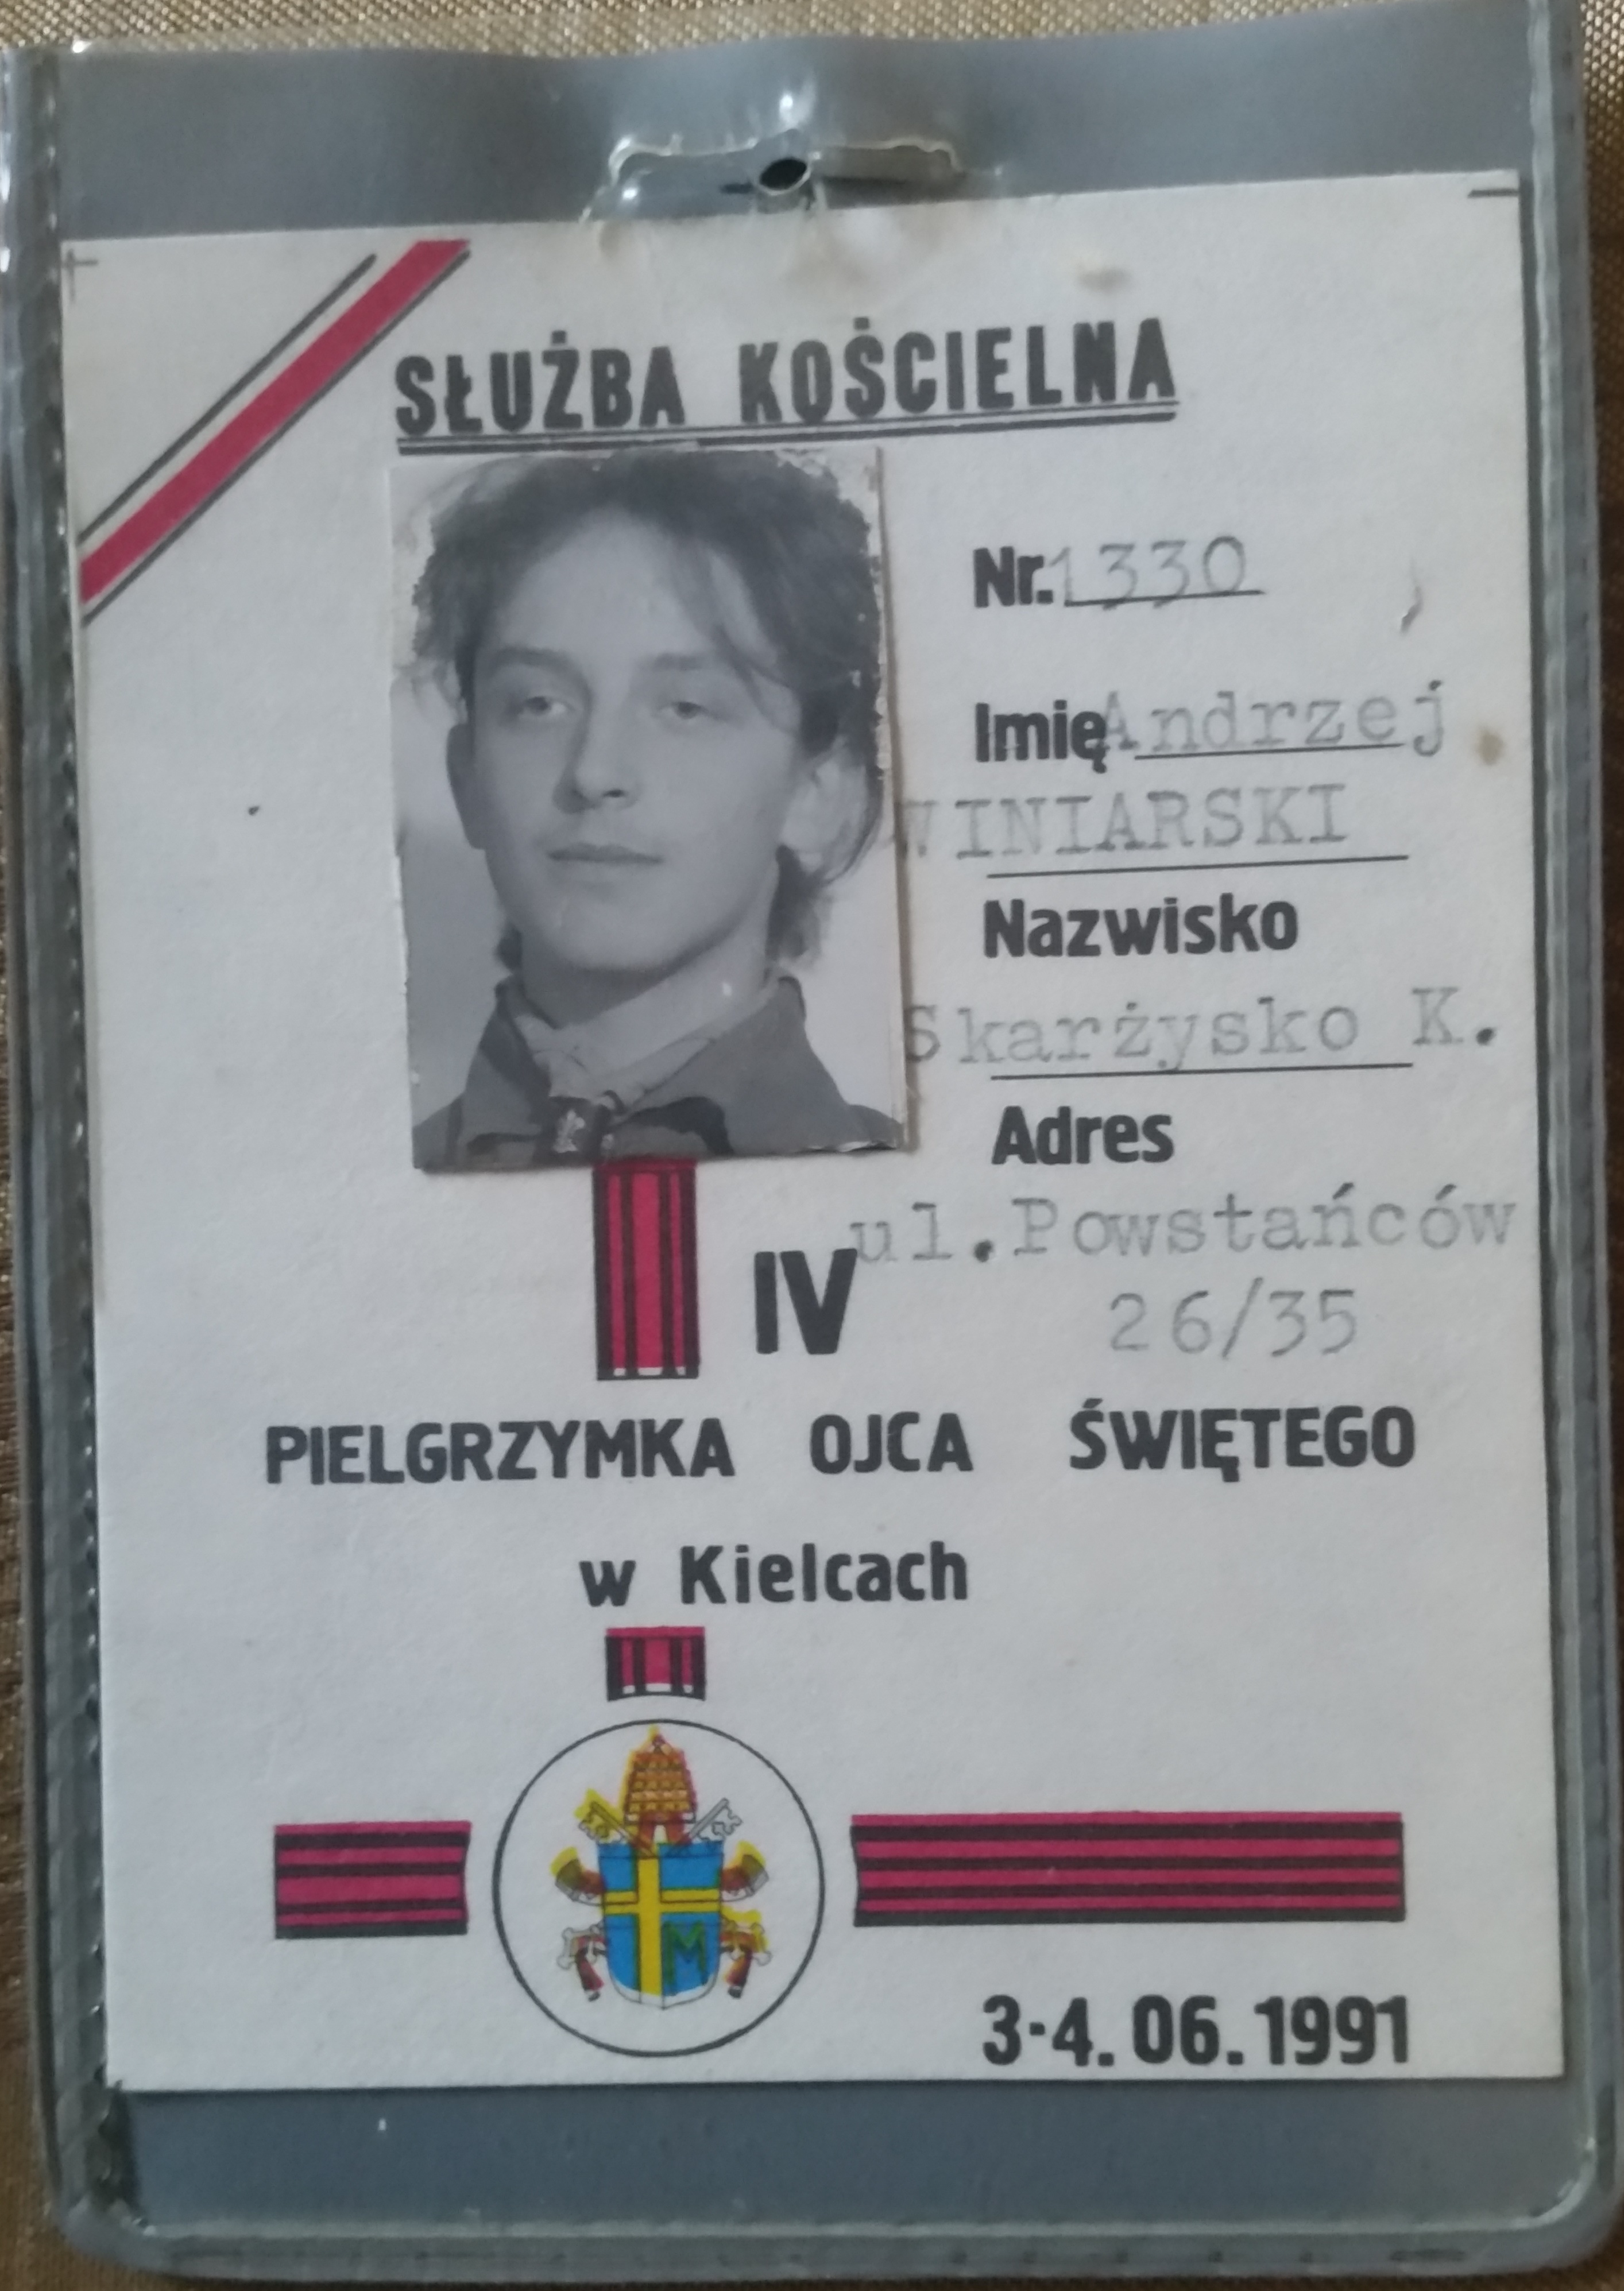 SŁUŻBA KOŚCIELNA
Nr. 1330
Imię Andrzej
WINIARSKI
Nazwisko
Skarżysko K.
Adres
ul. Powstańców
26/35
IV
PIELGRZYMKA OJCA ŚWIĘTEGO
w Kielcach
M
3-4.06.1991